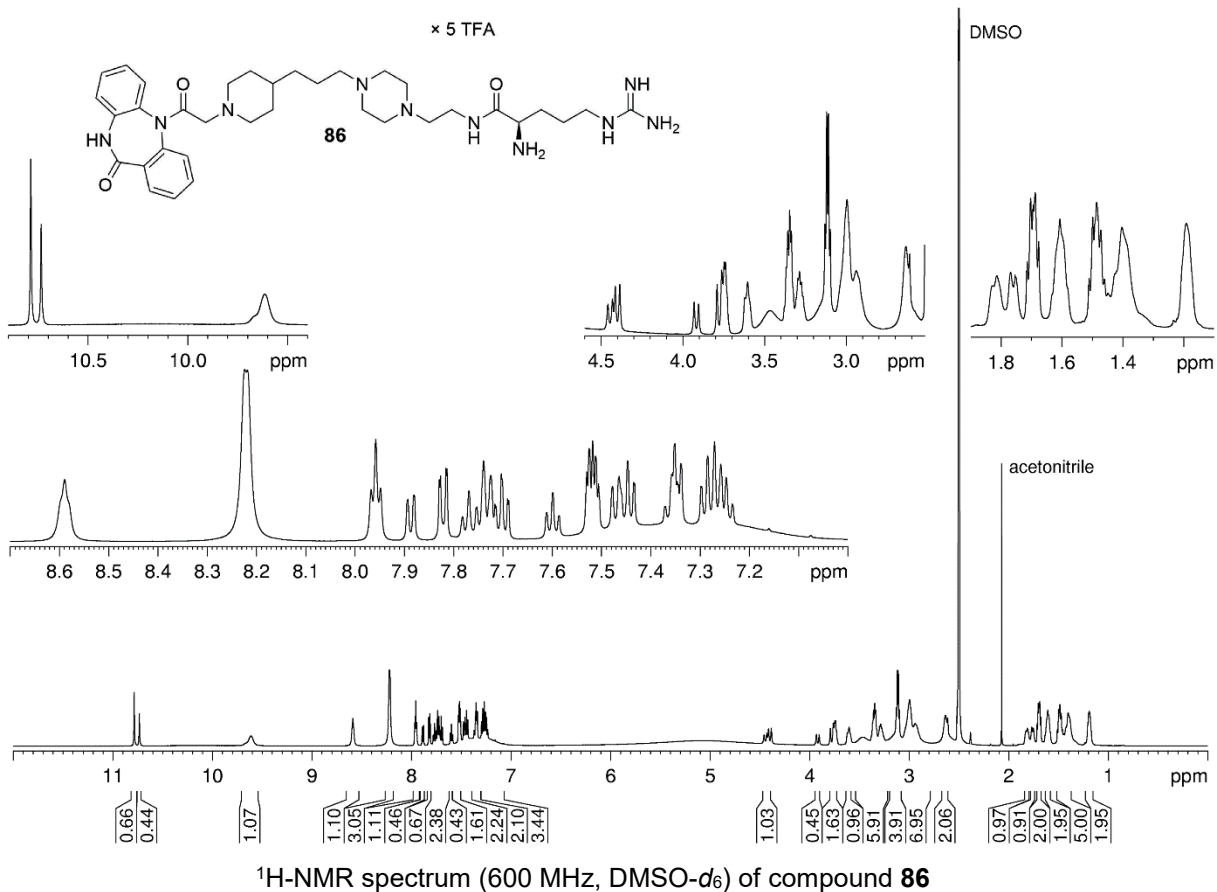 × 5 TFA
DMSO
O
N
N
O
N
N
HN
O
86
N
H
NH2
N
H
NH
NH2
10.5 10.0 ppm
4.5 4.0 3.5 3.0 ppm
1.8 1.6 1.4 ppm
acetonitrile
8.6 8.5 8.4 8.3 8.2 8.1 8.0 7.9 7.8 7.7 7.6 7.5 7.4 7.3 7.2 ppm
11 10 9 8 7 6 5 4 3 2 1 ppm
0.66 0.44 1.07 1.10 3.05 1.11 0.46 0.67 2.38 0.43 1.61 2.24 2.10 3.44 1.03 0.45 1.63 0.96 5.91 3.91 6.95 2.06 0.97 0.91 2.00 1.95 5.00 1.95
¹H-NMR spectrum (600 MHz, DMSO-d₆) of compound 86